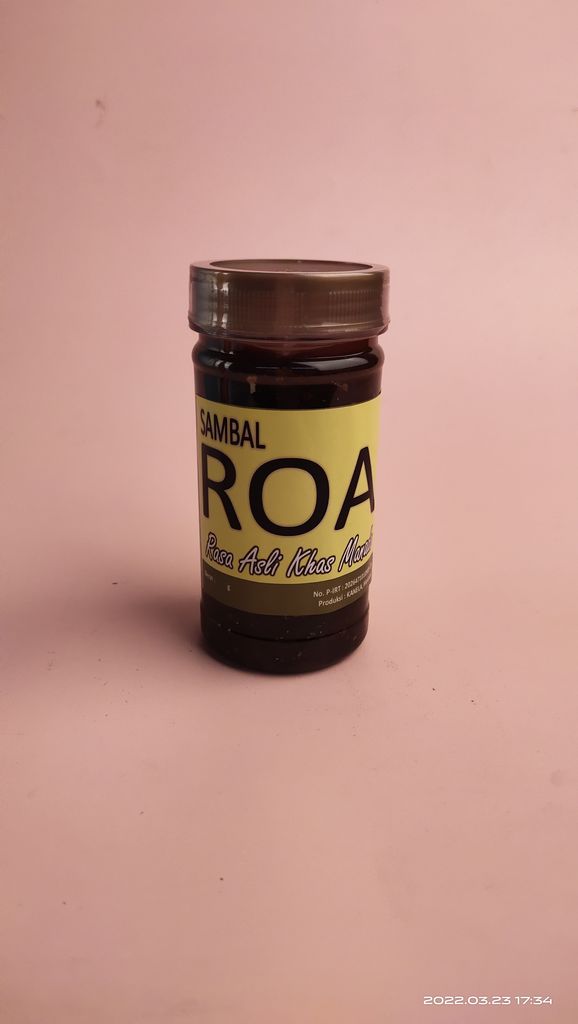 SAMBAL
ROA
Rasa Asli Khas
No. P-IRT :
Produksi :
2022.03.23 17:34